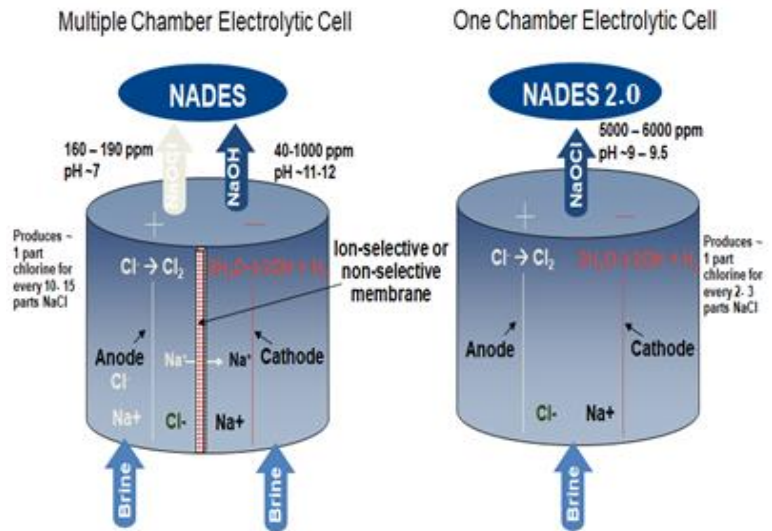 Multiple Chamber Electrolytic Cell
NADES
160 – 190 ppm
pH ~7
NaOCl
NaOH
40-1000 ppm
pH ~11-12
Produces ~
1 part
chlorine for
every 10- 15
parts NaCl
+
–
Cl⁻ → Cl₂
Ion-selective or
non-selective
membrane
Anode
Na⁺
Na⁺
Cathode
Cl⁻
Na+
Cl-
Na+
Brine
Brine
One Chamber Electrolytic Cell
NADES 2.0
5000 – 6000 ppm
pH ~9 – 9.5
NaOCl
+
–
Cl⁻ → Cl₂
Produces ~
1 part
chlorine for
every 2- 3
parts NaCl
Anode
Cathode
Cl-
Na+
Brine